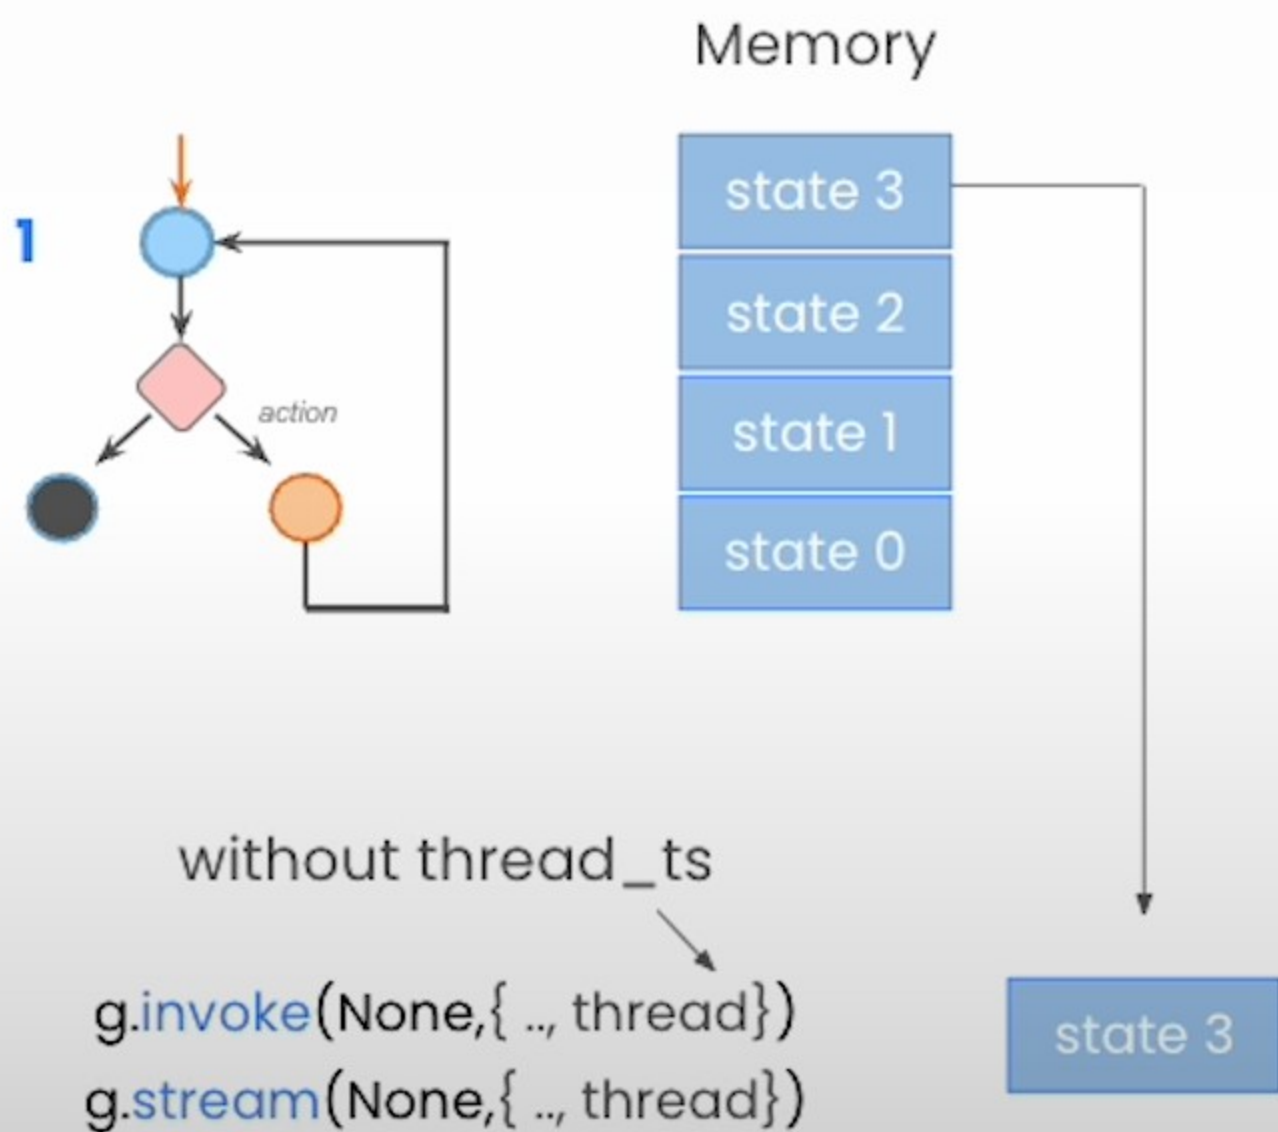 Memory
1
action
state 3
state 2
state 1
state 0
without thread_ts
g.invoke(None,{ .., thread})
g.stream(None,{ .., thread})
state 3